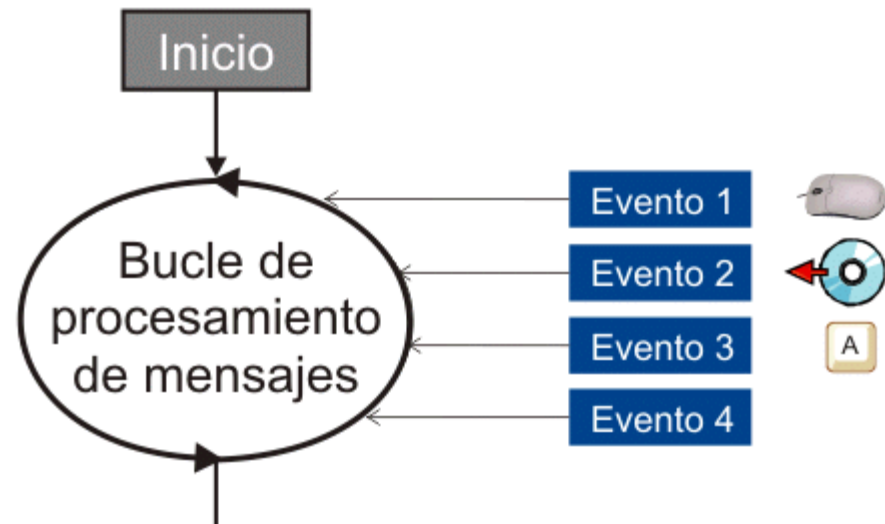 Inicio
Bucle de
procesamiento
de mensajes
Evento 1
Evento 2
Evento 3
A
Evento 4